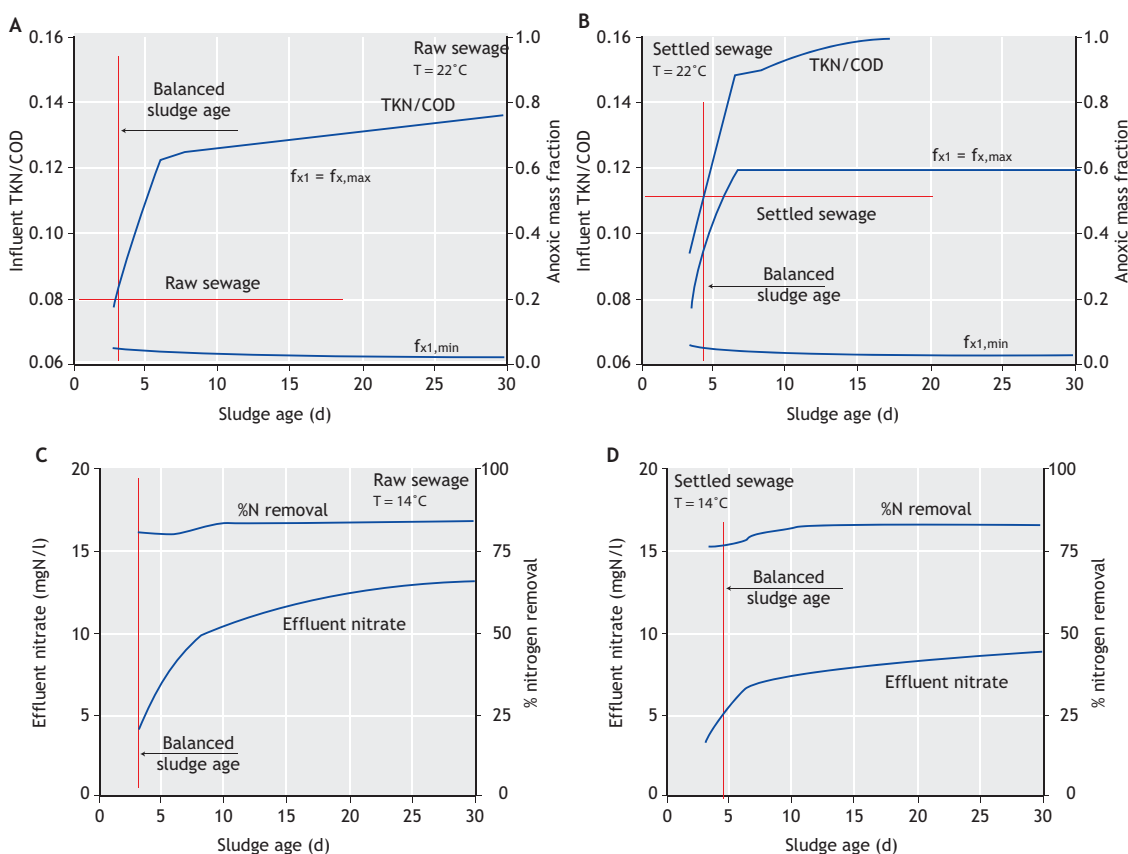 A
Raw sewage
T = 22˚C
Balanced
sludge age
TKN/COD
fx1 = fx,max
Raw sewage
fx1,min
0.16
0.14
0.12
0.10
0.08
0.06
1.0
0.8
0.6
0.4
0.2
0.0
0 5 10 15 20 25 30
Influent TKN/COD
Anoxic mass fraction
Sludge age (d)
B
Settled sewage
T = 22˚C
TKN/COD
fx1 = fx,max
Settled sewage
Balanced
sludge age
fx1,min
0.16
0.14
0.12
0.10
0.08
0.06
1.0
0.8
0.6
0.4
0.2
0.0
0 5 10 15 20 25 30
Influent TKN/COD
Anoxic mass fraction
Sludge age (d)
C
Raw sewage
T = 14˚C
%N removal
Effluent nitrate
Balanced
sludge age
20
15
10
5
0
100
75
50
25
0
0 5 10 15 20 25 30
Effluent nitrate (mgN/l)
% nitrogen removal
Sludge age (d)
D
Settled sewage
T = 14˚C
%N removal
Balanced
sludge age
Effluent nitrate
20
15
10
5
0
100
75
50
25
0
0 5 10 15 20 25 30
Effluent nitrate (mgN/l)
% nitrogen removal
Sludge age (d)